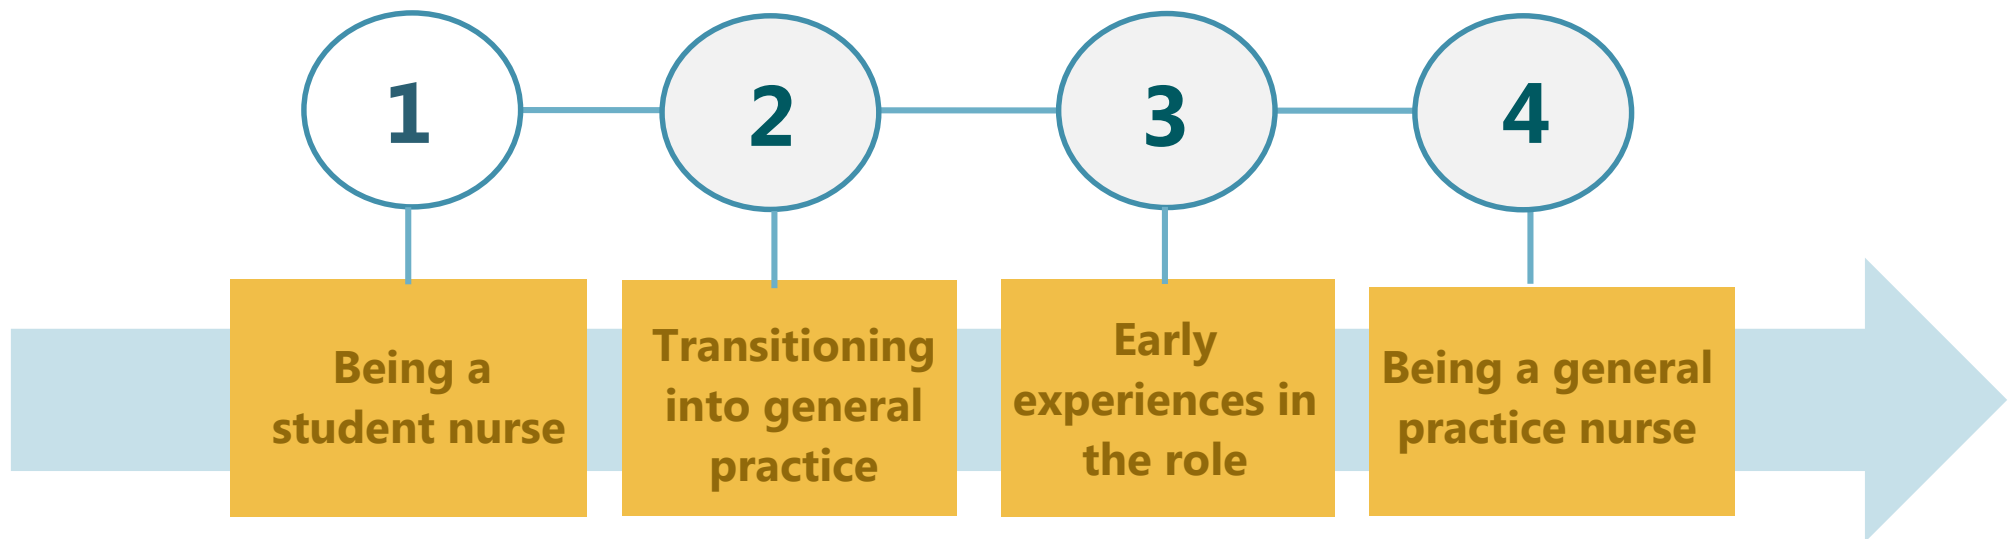 1
2
3
4
Being a
student nurse
Transitioning
into general
practice
Early
experiences in
the role
Being a general
practice nurse